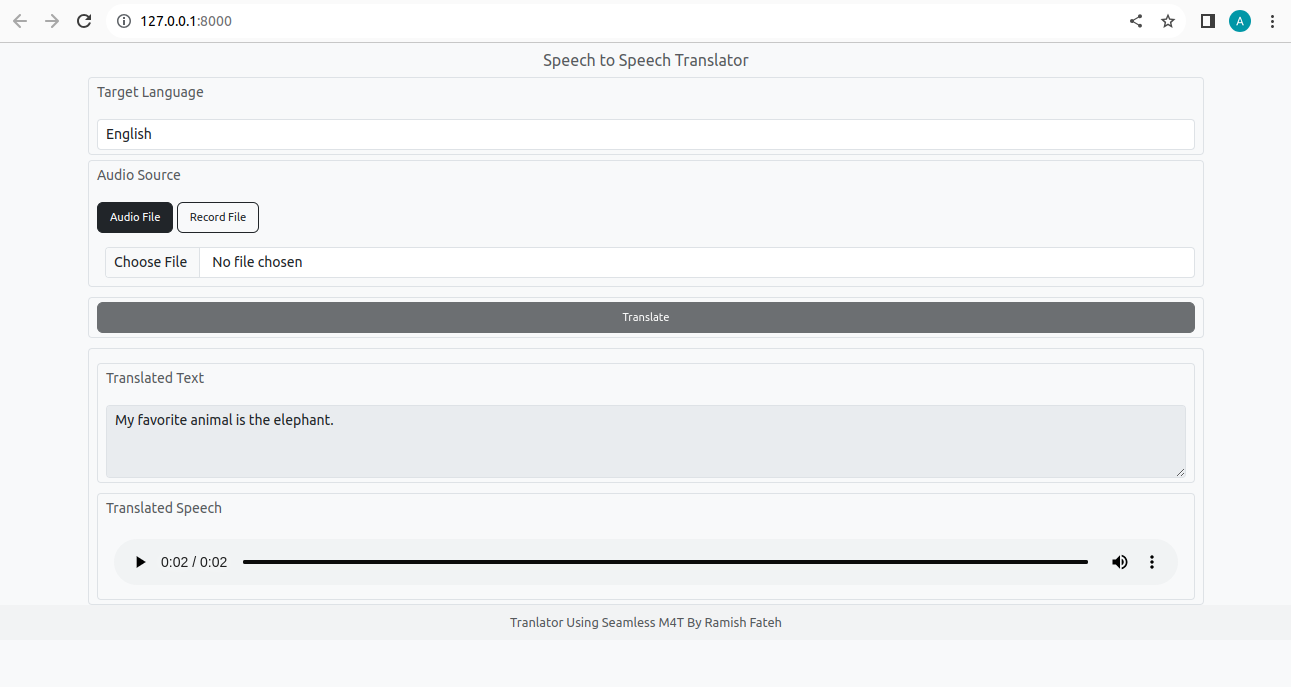 127.0.0.1:8000
A
Speech to Speech Translator
Target Language
English
Audio Source
Audio File Record File
Choose File No file chosen
Translate
Translated Text
My favorite animal is the elephant.
Translated Speech
0:02 / 0:02
Tranlator Using Seamless M4T By Ramish Fateh